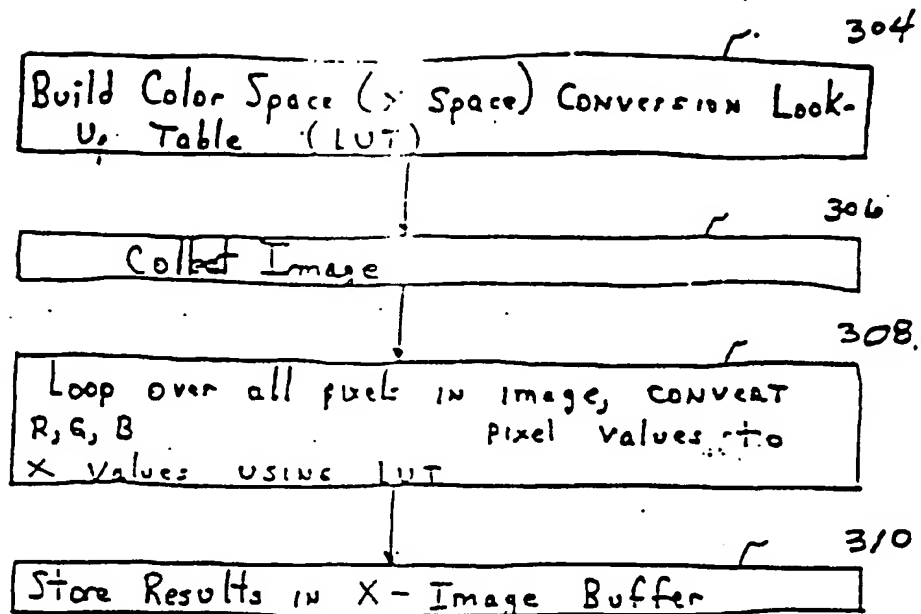 304
Build Color Space (> Space) CONVERSION Look-
Up Table (LUT)
306
Collect Image
308
Loop over all pixels IN image, CONVERT
R, G, B pixel values to
X Values USING LUT
310
Store Results IN X-Image Buffer